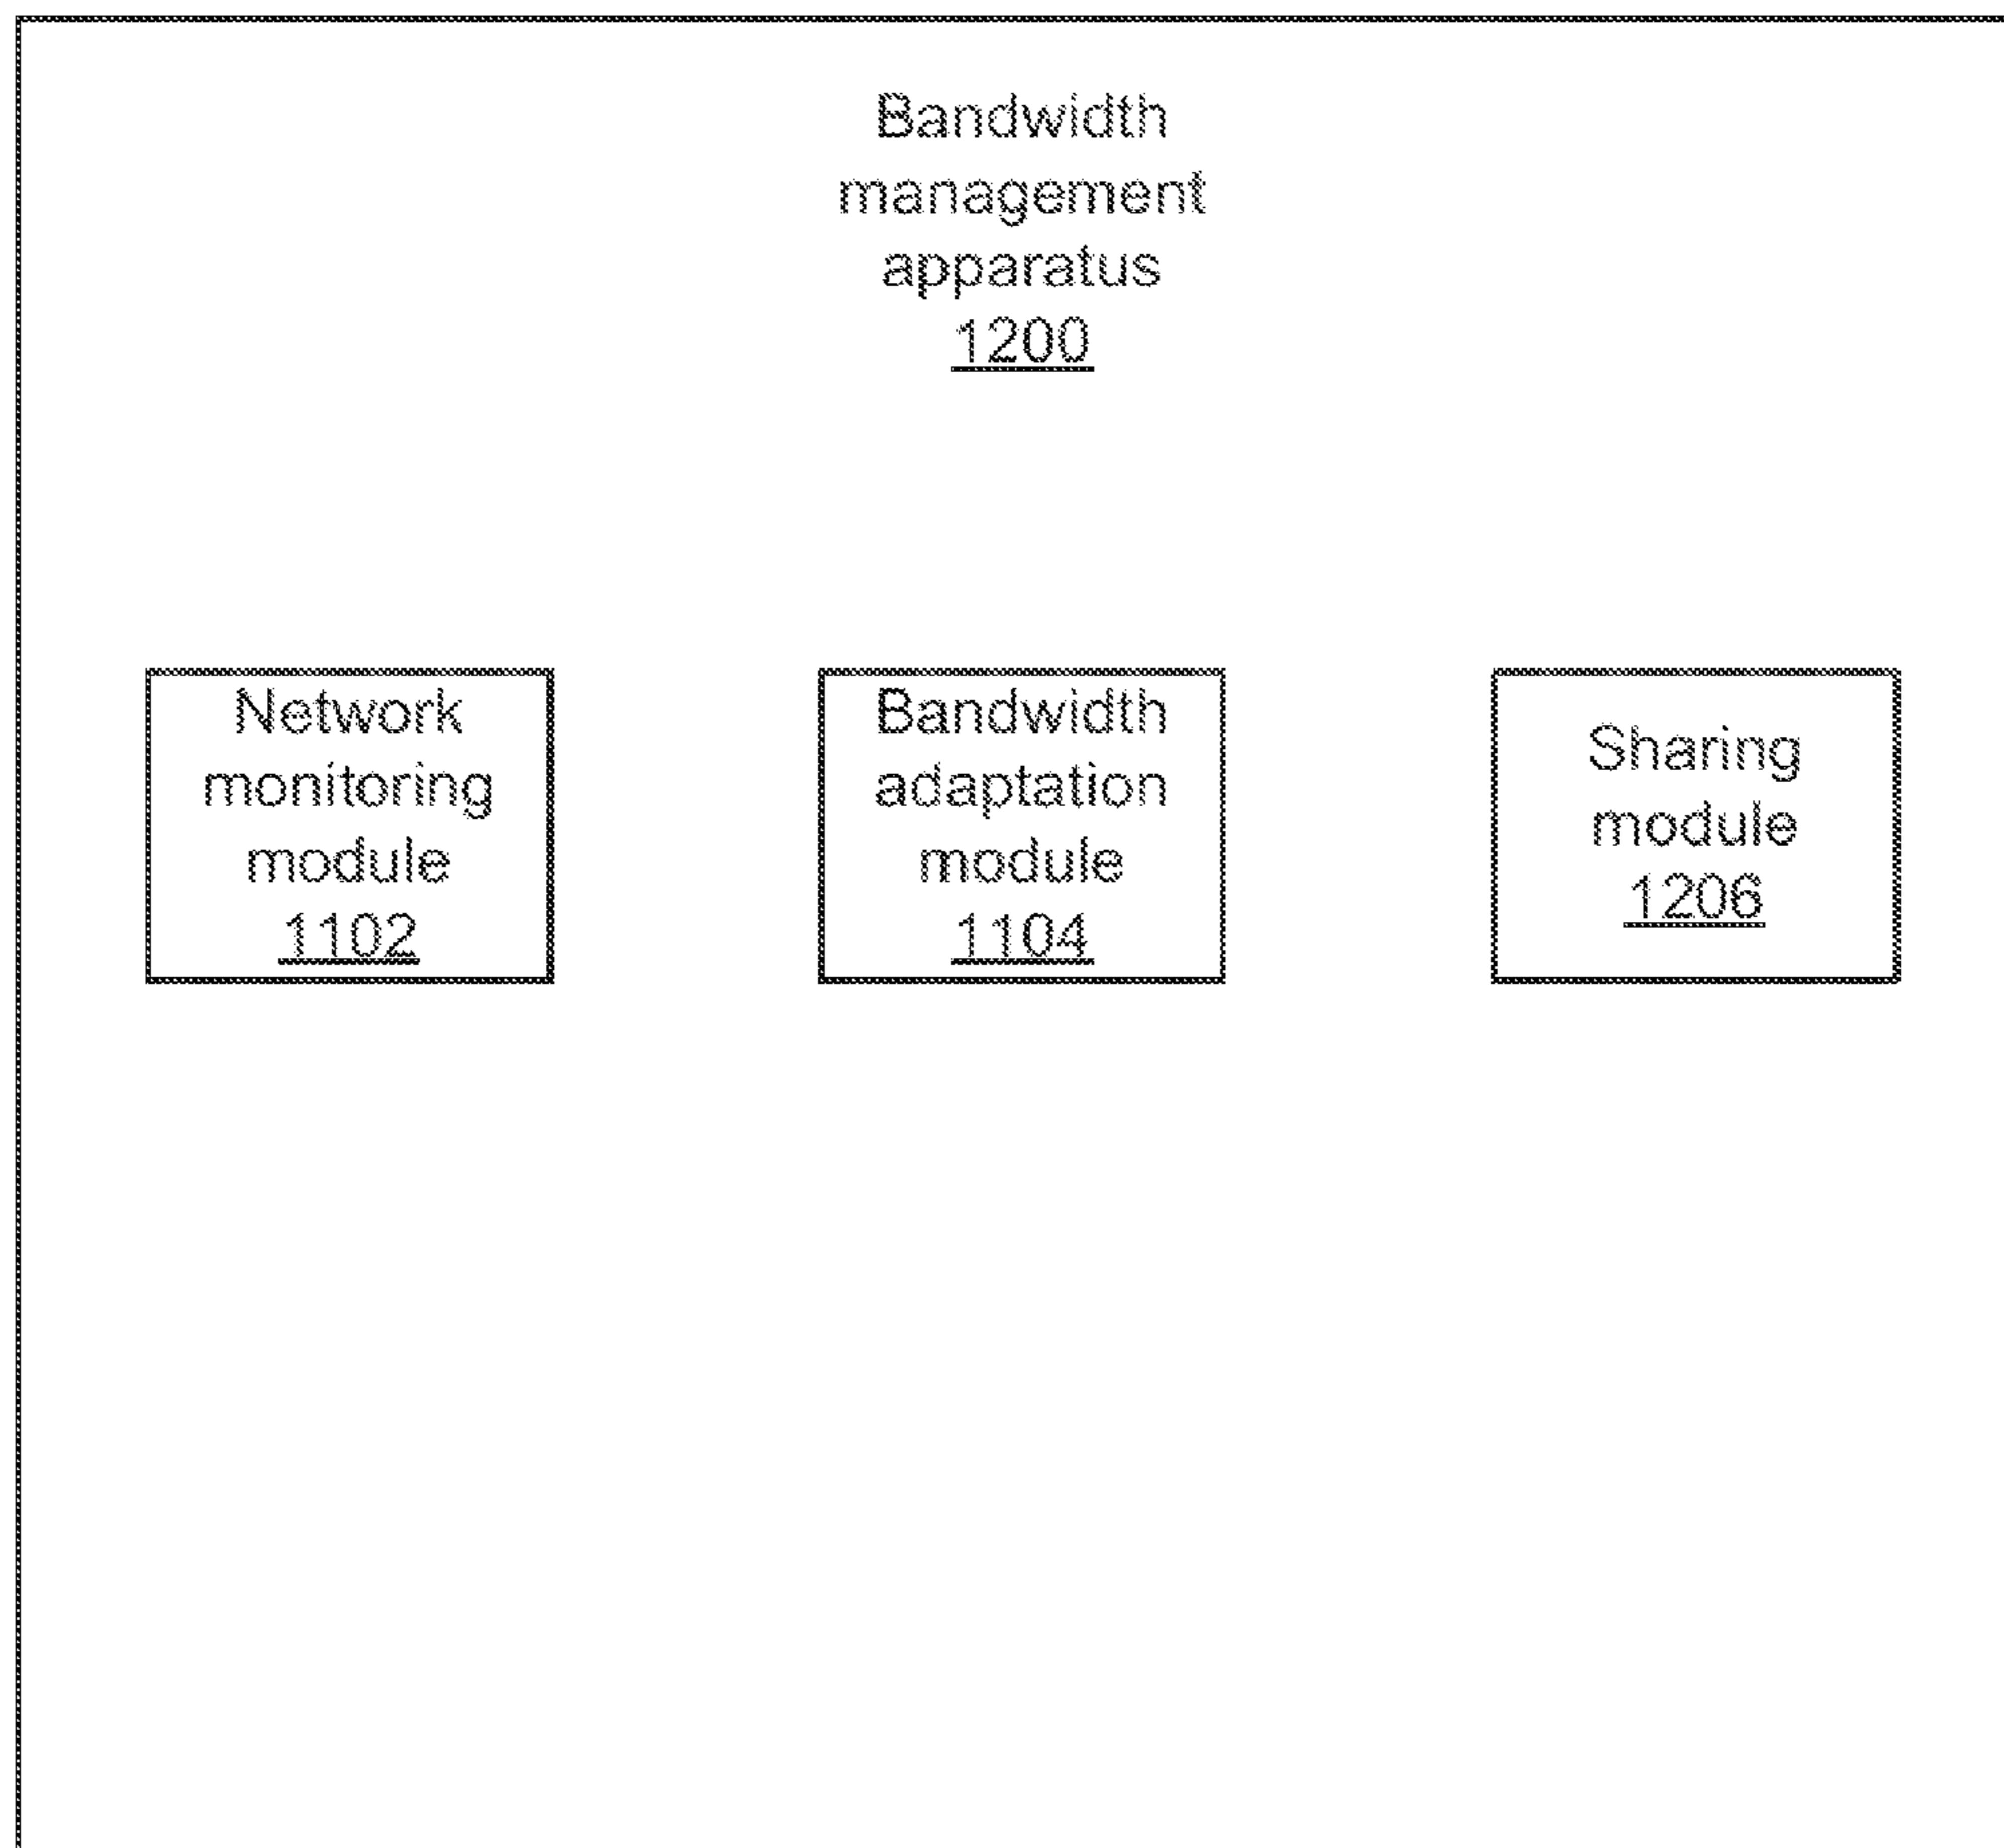 Bandwidth
management
apparatus
1200
Network
monitoring
module
1102
Bandwidth
adaptation
module
1104
Sharing
module
1206